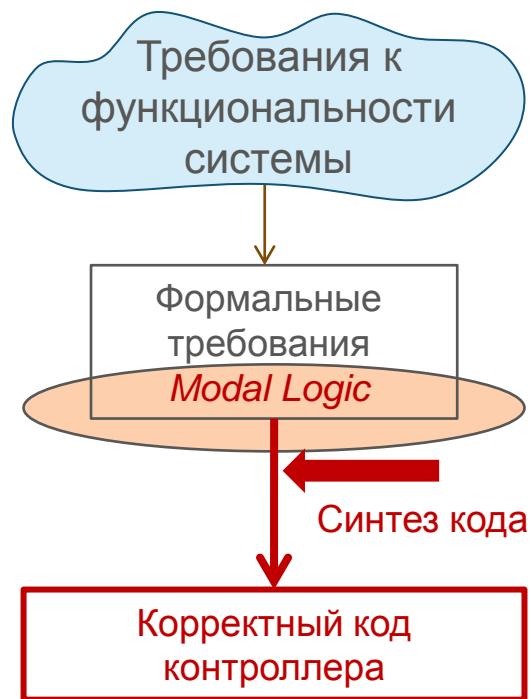 Требования к
функциональности
системы
Формальные
требования
Modal Logic
Синтез кода
Корректный код
контроллера